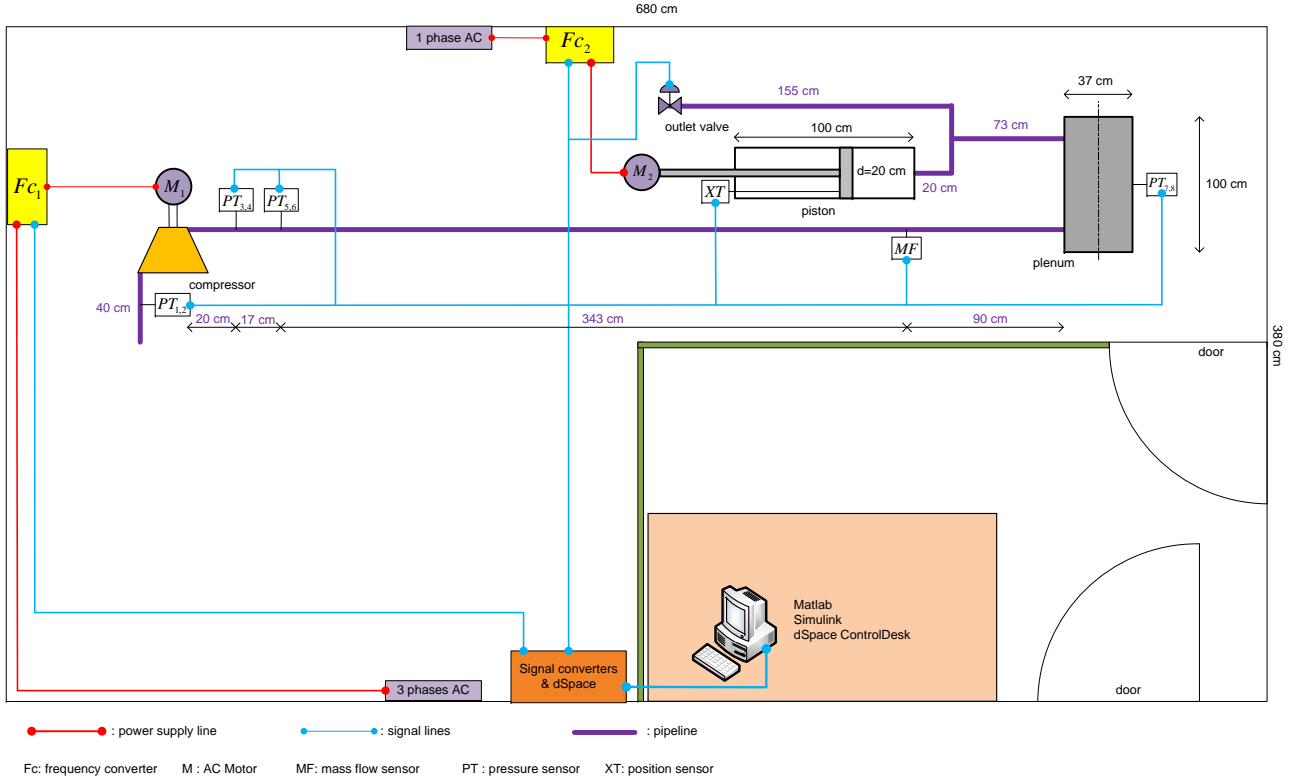 680 cm
1 phase AC
Fc2
37 cm
155 cm
outlet valve
73 cm
100 cm
Fc1
M1
M2
d=20 cm
PT3,4
PT5,6
XT
20 cm
PT7,8
100 cm
piston
MF
plenum
compressor
40 cm
PT1,2
20 cm
17 cm
343 cm
90 cm
380 cm
door
Matlab
Simulink
dSpace ControlDesk
Signal converters
& dSpace
3 phases AC
door
: power supply line
: signal lines
: pipeline
Fc: frequency converter
M : AC Motor
MF: mass flow sensor
PT : pressure sensor
XT: position sensor